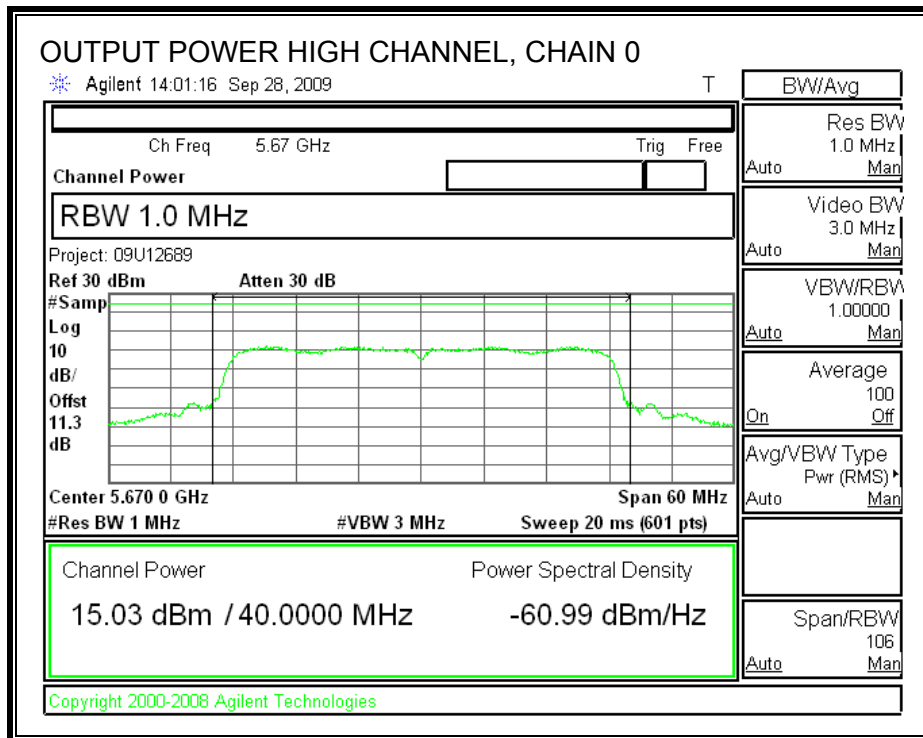 OUTPUT POWER HIGH CHANNEL, CHAIN 0
Agilent 14:01:16 Sep 28, 2009 T
Ch Freq 5.67 GHz Trig Free
Channel Power
RBW 1.0 MHz
Project: 09U12689
Ref 30 dBm Atten 30 dB
#Samp
Log
10
dB/
Offst
11.3
dB
Center 5.670 0 GHz Span 60 MHz
#Res BW 1 MHz #VBW 3 MHz Sweep 20 ms (601 pts)
Channel Power Power Spectral Density
15.03 dBm / 40.0000 MHz -60.99 dBm/Hz
Copyright 2000-2008 Agilent Technologies
BW/Avg
Res BW
1.0 MHz
Auto Man
Video BW
3.0 MHz
Auto Man
VBW/RBW
1.00000
Auto Man
Average
100
On Off
Avg/VBW Type
Pwr (RMS)
Auto Man
Span/RBW
106
Auto Man